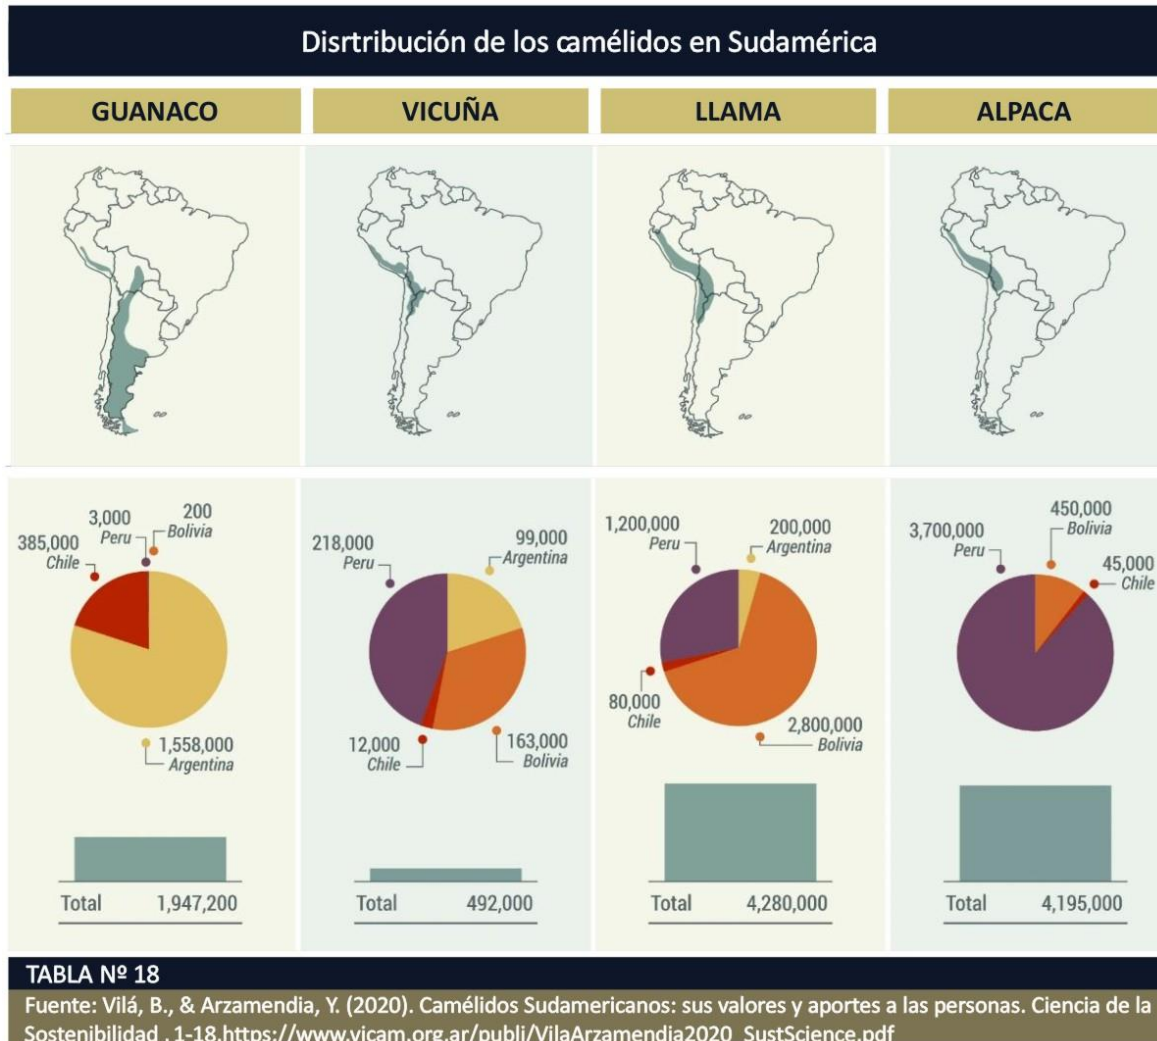 Disrtribución de los camélidos en Sudamérica
GUANACO
VICUÑA
LLAMA
ALPACA
385,000
Chile
3,000
Peru
200
Bolivia
1,558,000
Argentina
Total 1,947,200
218,000
Peru
99,000
Argentina
12,000
Chile
163,000
Bolivia
Total 492,000
1,200,000
Peru
200,000
Argentina
80,000
Chile
2,800,000
Bolivia
Total 4,280,000
3,700,000
Peru
450,000
Bolivia
45,000
Chile
Total 4,195,000
TABLA Nº 18
Fuente: Vilá, B., & Arzamendia, Y. (2020). Camélidos Sudamericanos: sus valores y aportes a las personas. Ciencia de la
Sostenibilidad , 1-18.https://www.vicam.org.ar/publi/VilaArzamendia2020_SustScience.pdf